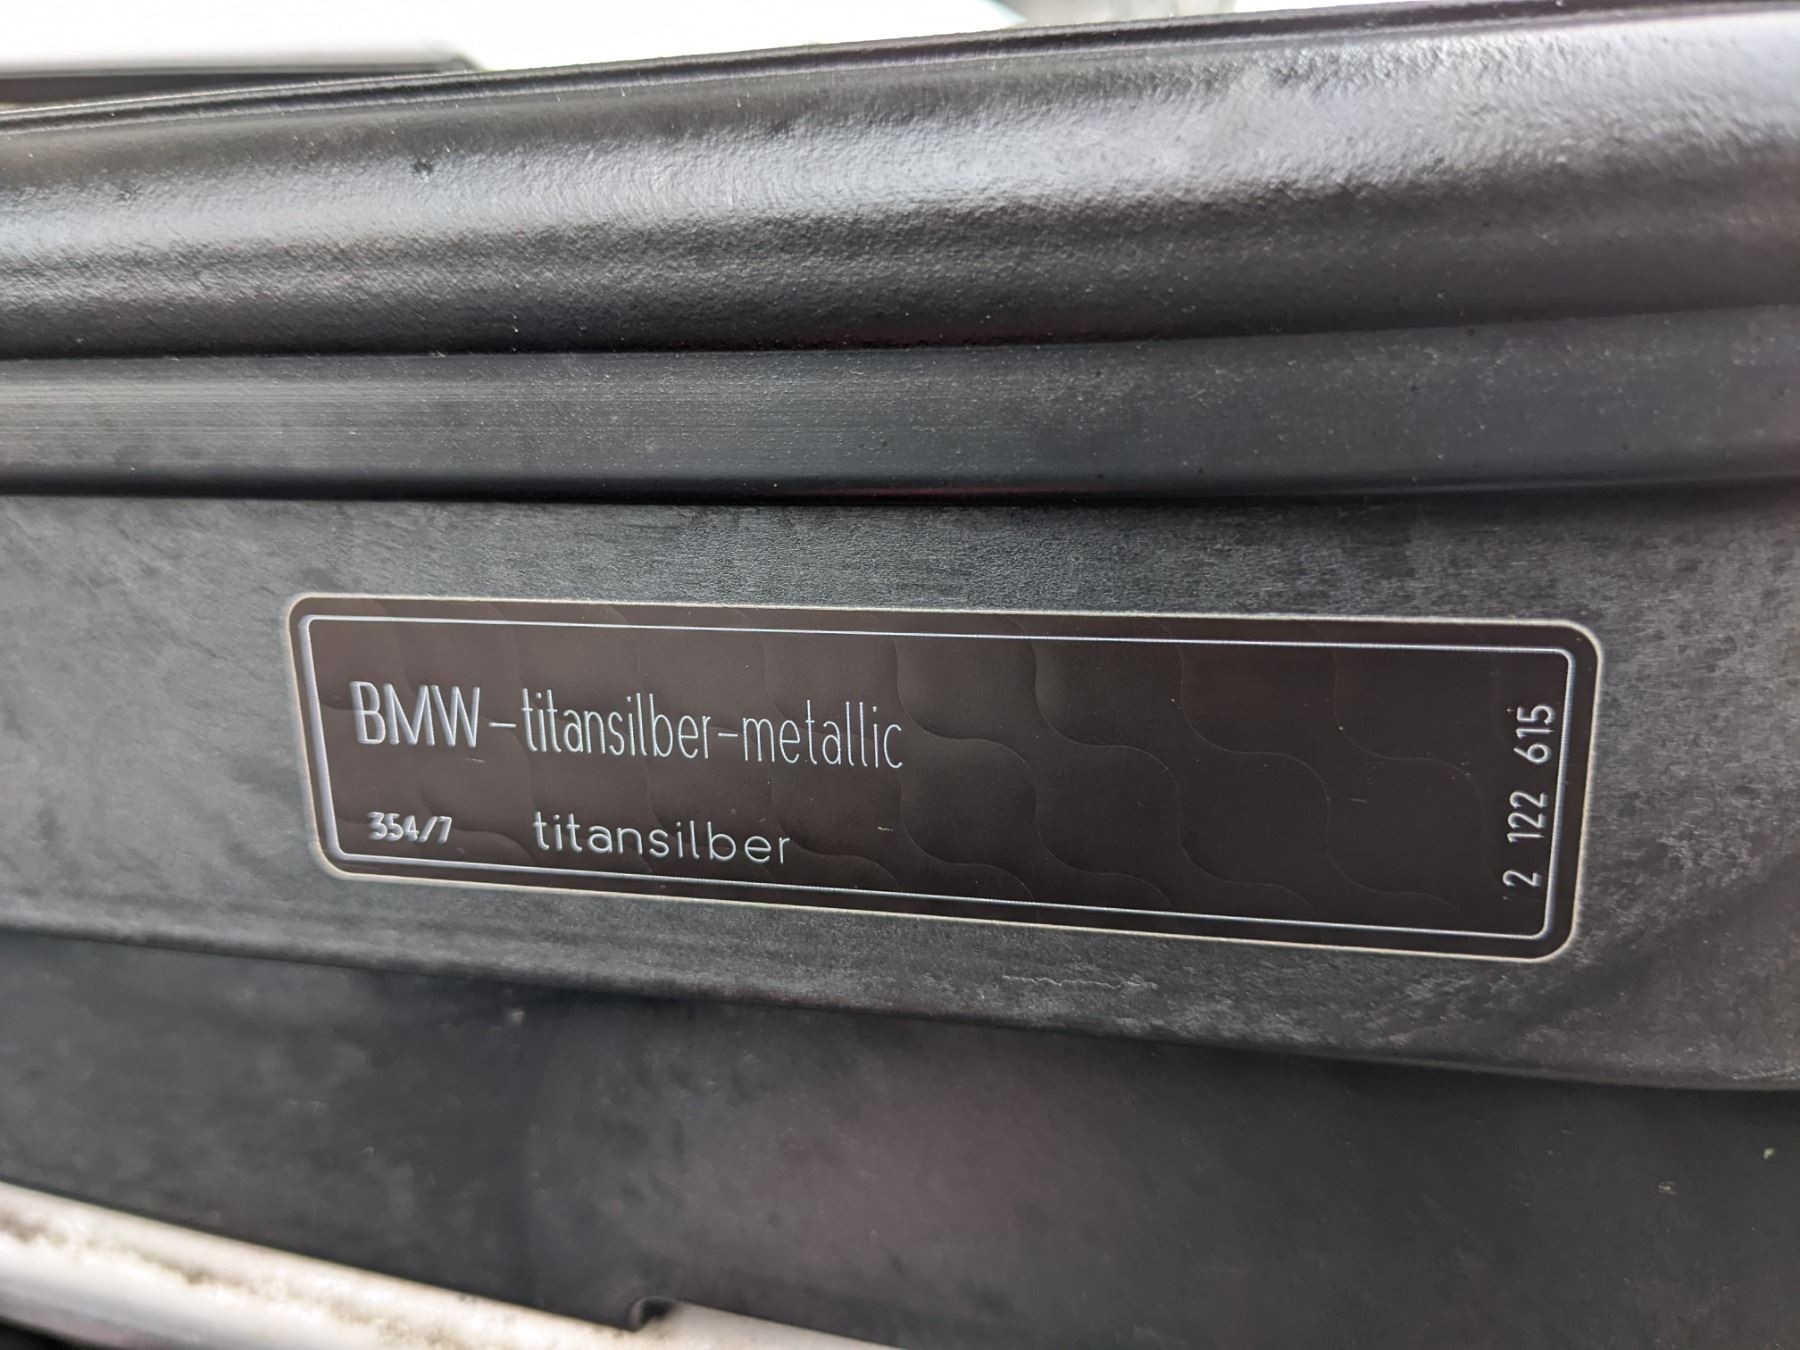 BMW-titansilber-metallic
354/7 titansilber
2 122 615